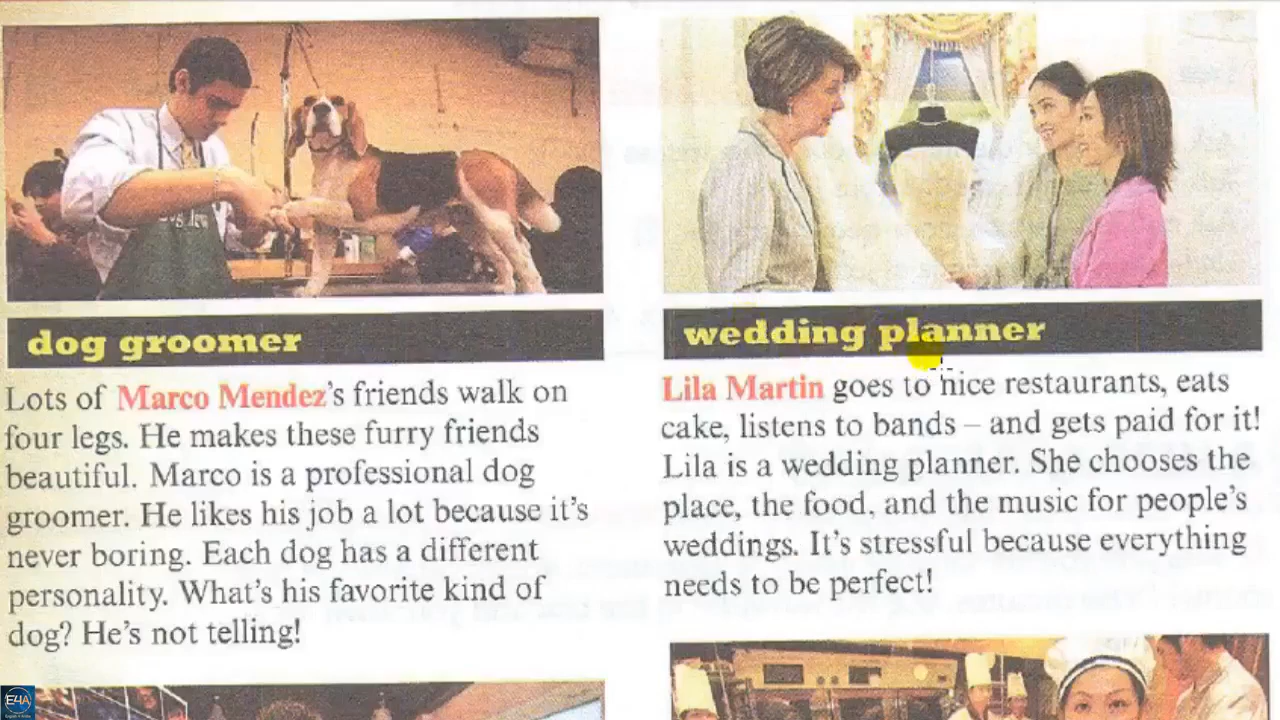 dog groomer
Lots of Marco Mendez's friends walk on
four legs. He makes these furry friends
beautiful. Marco is a professional dog
groomer. He likes his job a lot because it's
never boring. Each dog has a different
personality. What's his favorite kind of
dog? He's not telling!
wedding planner
Lila Martin goes to nice restaurants, eats
cake, listens to bands – and gets paid for it!
Lila is a wedding planner. She chooses the
place, the food, and the music for people's
weddings. It's stressful because everything
needs to be perfect!
E4A